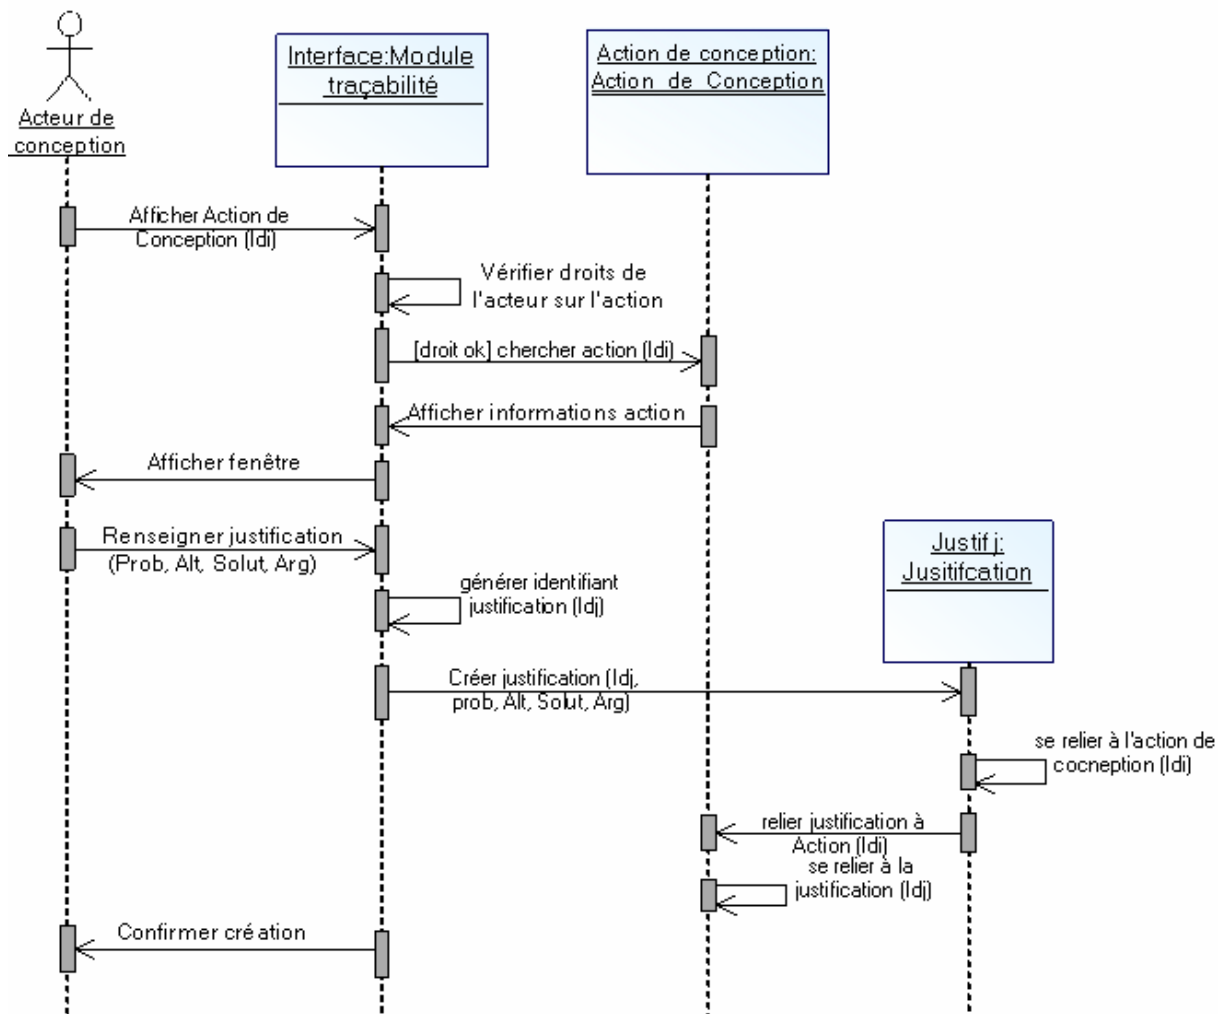 Acteur de
conception
Interface:Module
traçabilité
Action de conception:
Action_de_Conception
Afficher Action de
Conception (Idi)
Vérifier droits de
l'acteur sur l'action
[droit ok] chercher action (Idi)
Afficher informations action
Afficher fenêtre
Renseigner justification
(Prob, Alt, Solut, Arg)
Justif j:
Jusitifcation
générer identifiant
justification (Idj)
Créer justification (Idj,
prob, Alt, Solut, Arg)
se relier à l'action de
cocneption (Idi)
relier justification à
Action (Idi)
se relier à la
justification (Idj)
Confirmer création